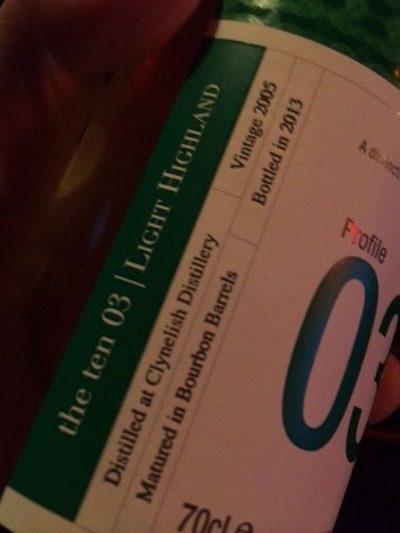 the ten 03 | LIGHT HIGHLAND
Distilled at Clynelish Distillery
Vintage 2005
Matured in Bourbon Barrels
Bottled in 2013
A
Profile
03
70cl e